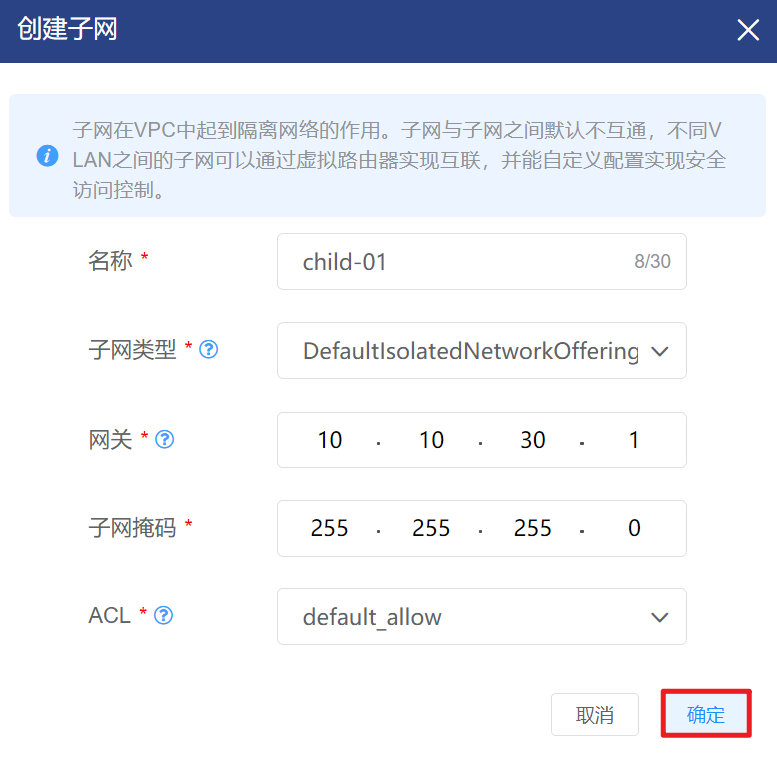 创建子网
子网在VPC中起到隔离网络的作用。子网与子网之间默认不互通，不同V
LAN之间的子网可以通过虚拟路由器实现互联，并能自定义配置实现安全
访问控制。
名称 * child-01 8/30
子网类型 * DefaultIsolatedNetworkOffering
网关 * 10 . 10 . 30 . 1
子网掩码 * 255 . 255 . 255 . 0
ACL * default_allow
取消 确定